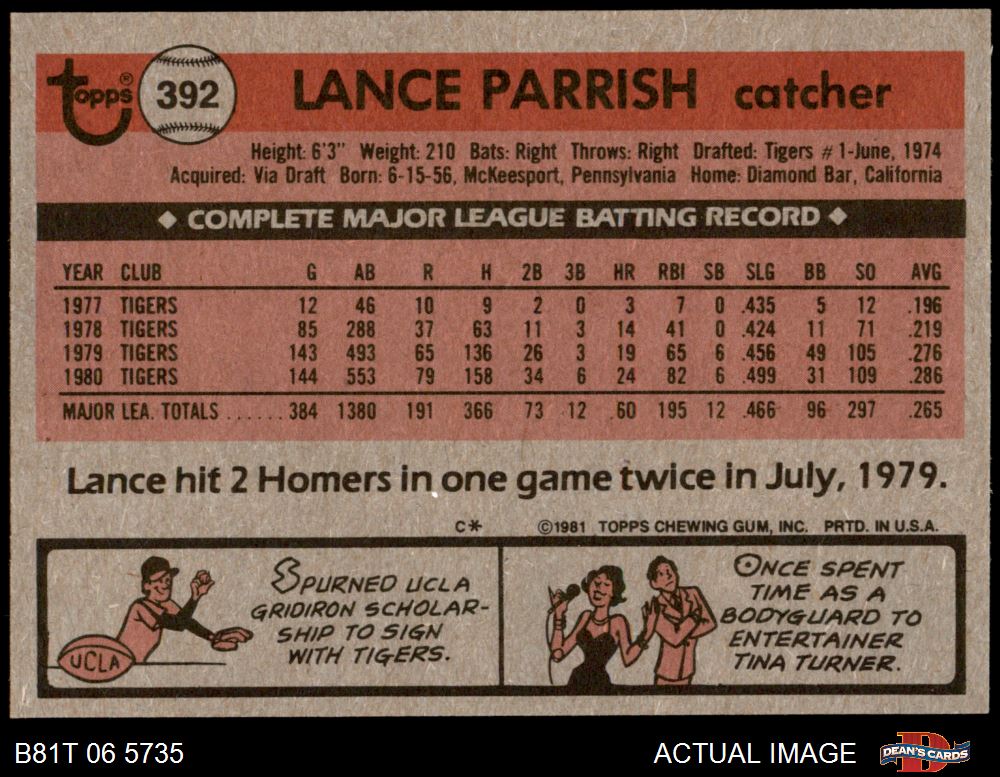 Topps® 392 LANCE PARRISH catcher
Height: 6'3" Weight: 210 Bats: Right Throws: Right Drafted: Tigers #1-June, 1974
Acquired: Via Draft Born: 6-15-56, McKeesport, Pennsylvania Home: Diamond Bar, California
◆ COMPLETE MAJOR LEAGUE BATTING RECORD ◆
YEAR CLUB G AB R H 2B 3B HR RBI SB SLG BB SO AVG
1977 TIGERS 12 46 10 9 2 0 3 7 0 .435 5 12 .196
1978 TIGERS 85 288 37 63 11 3 14 41 0 .424 11 71 .219
1979 TIGERS 143 493 65 136 26 3 19 65 6 .456 49 105 .276
1980 TIGERS 144 553 79 158 34 6 24 82 6 .499 31 109 .286
MAJOR LEA. TOTALS ...... 384 1380 191 366 73 12 60 195 12 .466 96 297 .265
Lance hit 2 Homers in one game twice in July, 1979.
C* ©1981 TOPPS CHEWING GUM, INC. PRTD. IN U.S.A.
UCLA
SPURNED UCLA
GRIDIRON SCHOLAR-
SHIP TO SIGN
WITH TIGERS.
ONCE SPENT
TIME AS A
BODYGUARD TO
ENTERTAINER
TINA TURNER.
B81T 06 5735 ACTUAL IMAGE DEAN'S CARDS